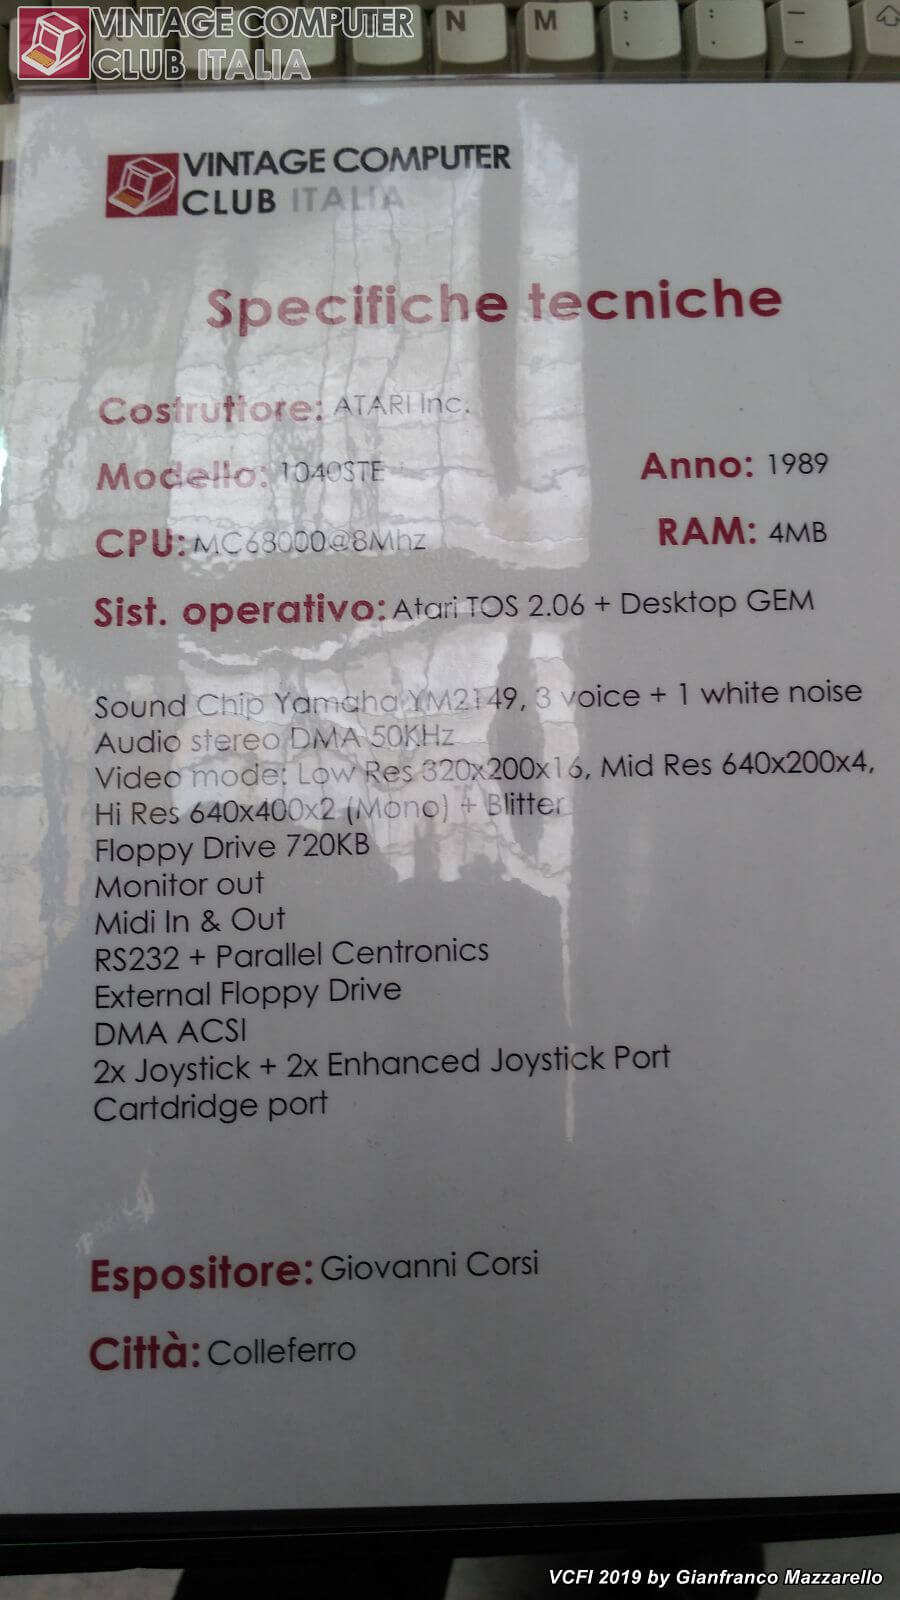 VINTAGE COMPUTER
CLUB ITALIA
N M ; : -
VINTAGE COMPUTER
CLUB ITALIA
Specifiche tecniche
Costruttore: ATARI Inc.
Modello: 1040STE
Anno: 1989
CPU: MC68000@8Mhz
RAM: 4MB
Sist. operativo: Atari TOS 2.06 + Desktop GEM
Sound Chip Yamaha YM2149, 3 voice + 1 white noise
Audio stereo DMA 50KHz
Video mode: Low Res 320x200x16, Mid Res 640x200x4,
Hi Res 640x400x2 (Mono) + Blitter
Floppy Drive 720KB
Monitor out
Midi In & Out
RS232 + Parallel Centronics
External Floppy Drive
DMA ACSI
2x Joystick + 2x Enhanced Joystick Port
Cartdridge port
Espositore: Giovanni Corsi
Città: Colleferro
VCFI 2019 by Gianfranco Mazzarello